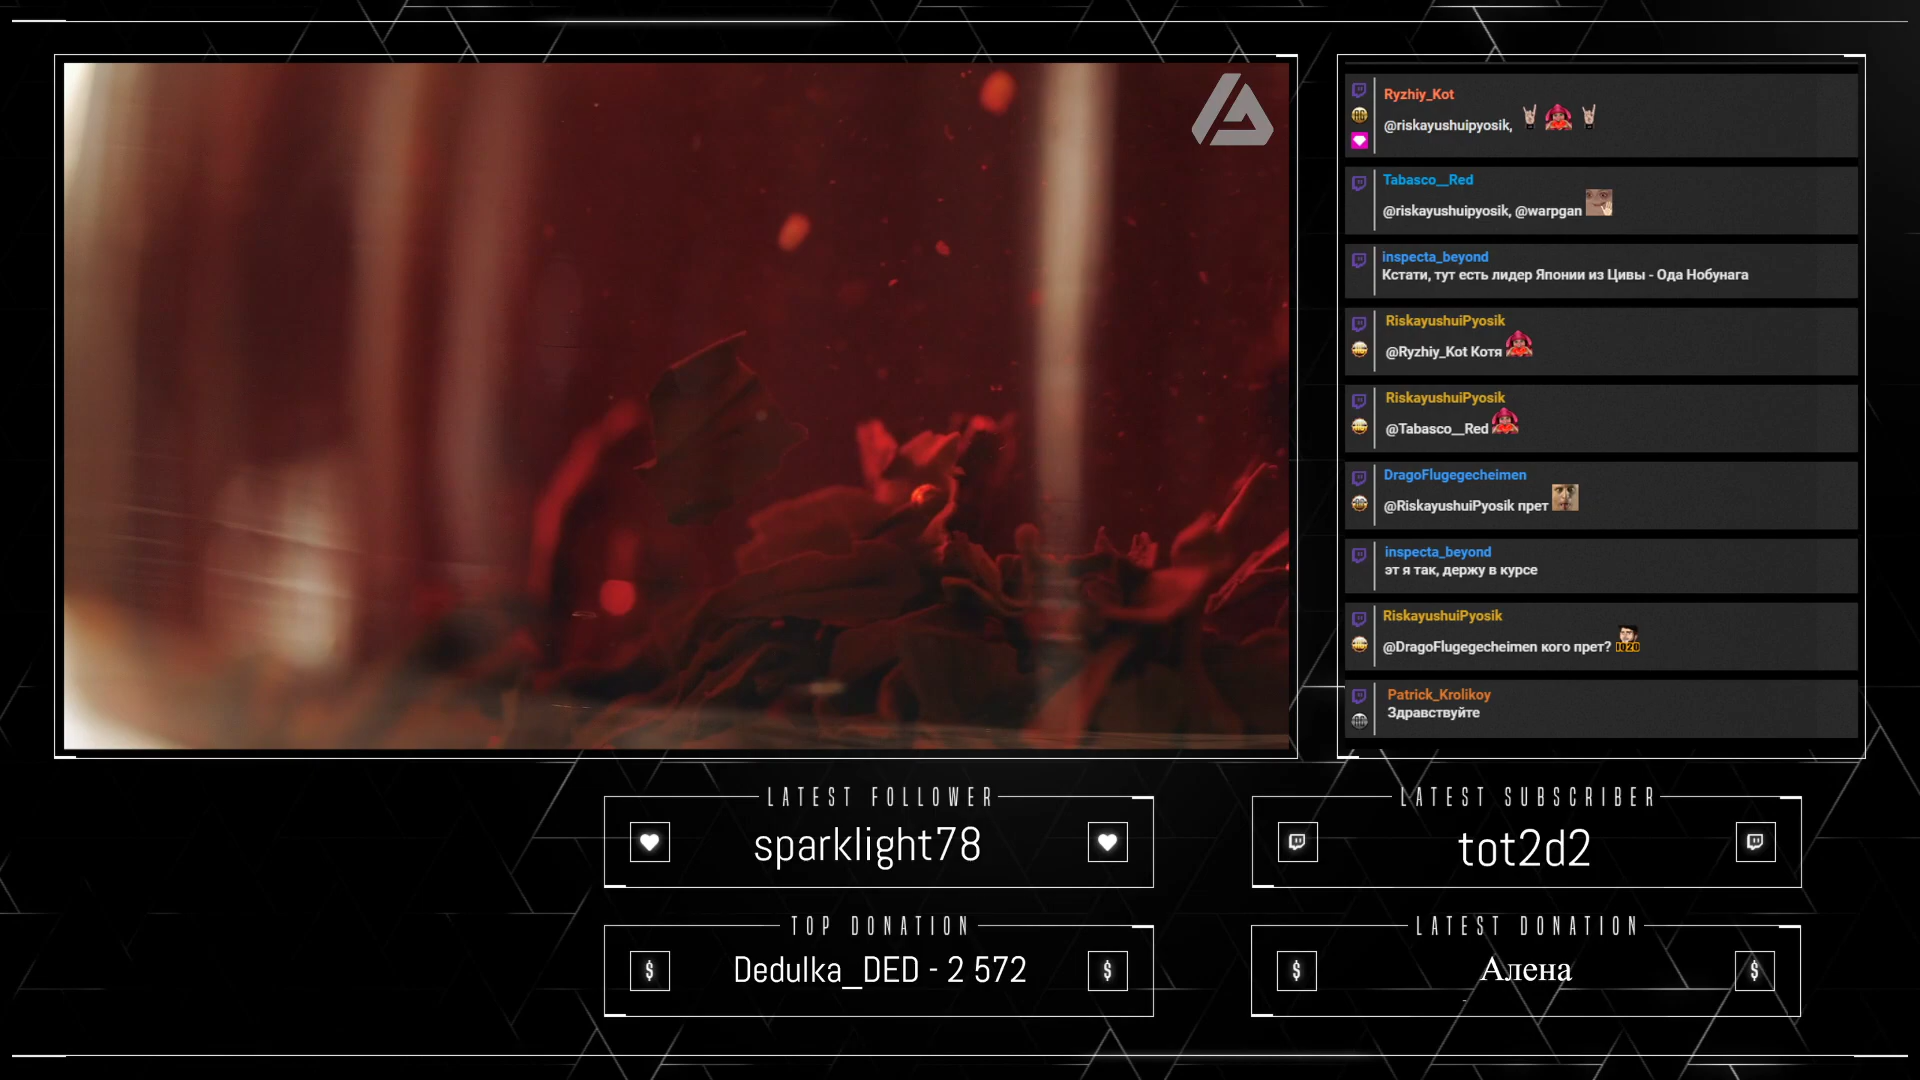 Ryzhiy_Kot
@riskayushuipyosik,
Tabasco__Red
@riskayushuipyosik, @warpgan
inspecta_beyond
Кстати, тут есть лидер Японии из Цивы - Ода Нобунага
RiskayushuiPyosik
@Ryzhiy_Kot Котя
RiskayushuiPyosik
@Tabasco__Red
DragoFlugegecheimen
@RiskayushuiPyosik прет
inspecta_beyond
эт я так, держу в курсе
RiskayushuiPyosik
@DragoFlugegecheimen кого прет? IQ20
Patrick_Krolikoy
Здравствуйте
LATEST FOLLOWER
sparklight78
LATEST SUBSCRIBER
tot2d2
TOP DONATION
$ Dedulka_DED - 2 572 $
LATEST DONATION
$ Алена $